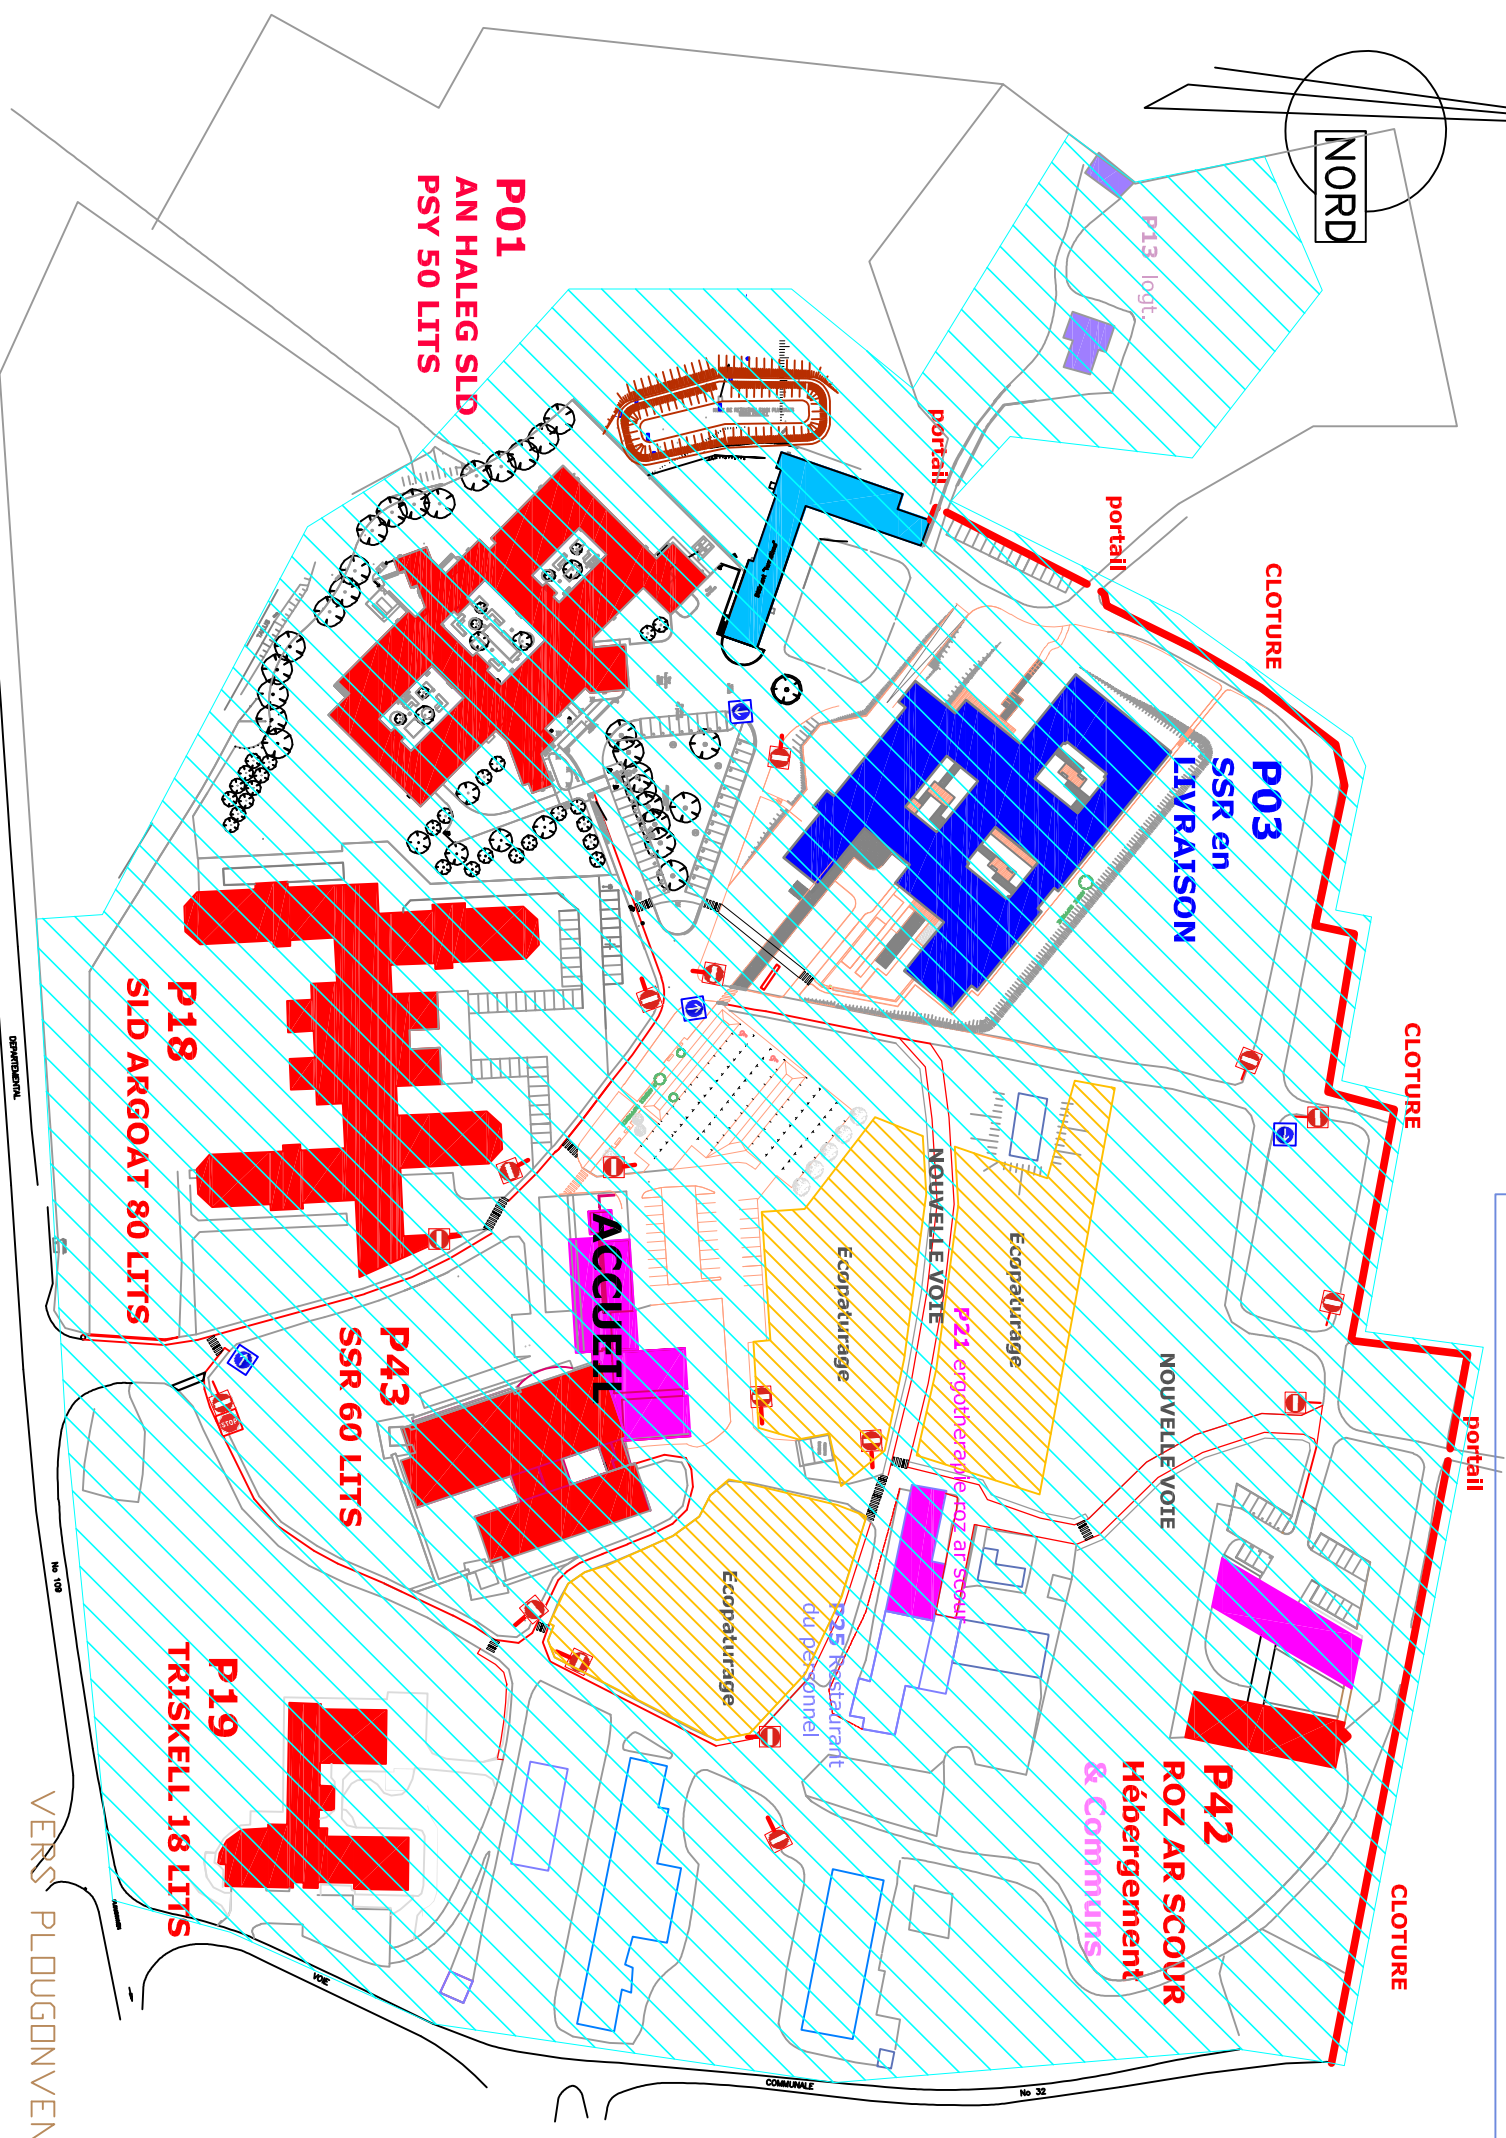 NORD
P13 logt.
P01
AN HALEG SLD
PSY 50 LITS
portail
portail
CLOTURE
P03
SSR en
LIVRAISON
CLOTURE
P18
SLD ARGOAT 80 LITS
DEPARTEMENTAL
NOUVELLE VOIE
Ecopaturage
Ecopaturage
ACCUEIL
P21 ergotherapie roz ar scour
P43
SSR 60 LITS
NOUVELLE VOIE
portail
STOP
No 109
Ecopaturage
P25 Restaurant
du personnel
P19
TRISKELL 18 LITS
P42
ROZ AR SCOUR
Hébergement
& Communs
CLOTURE
VERS PLOUGONVEN
VOIE
COMMUNALE
No 32